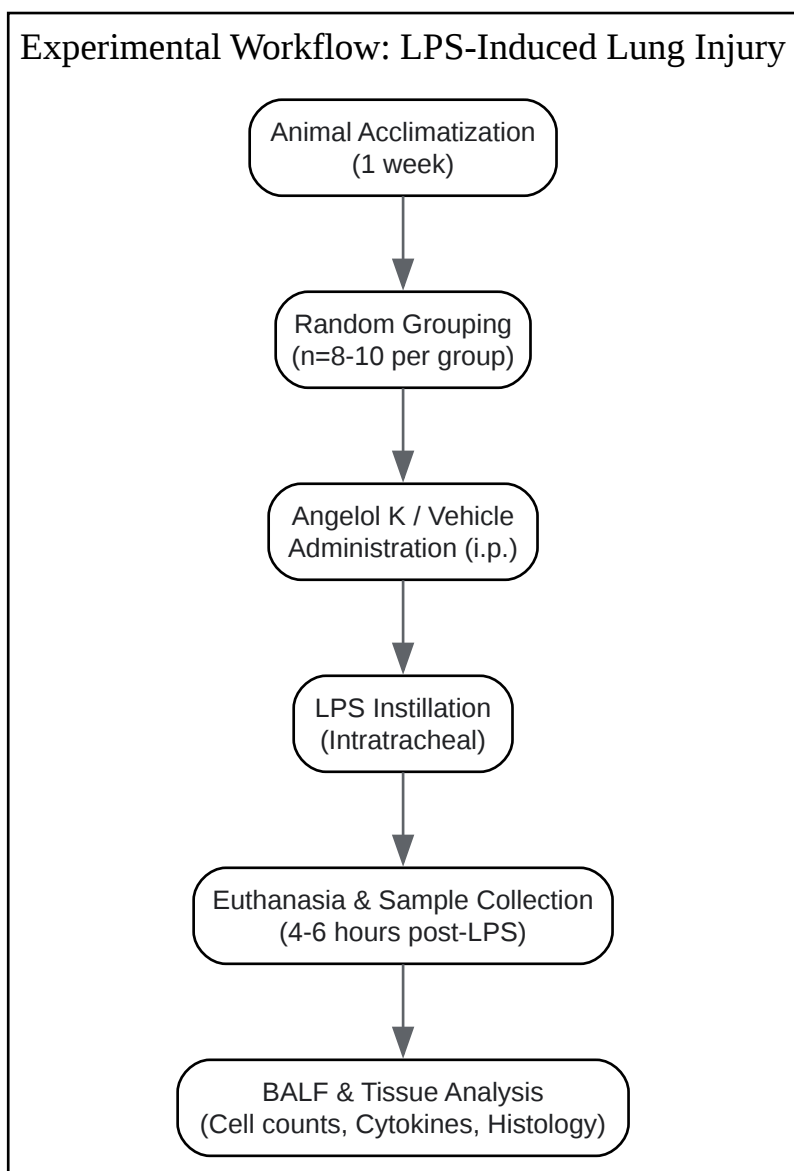 Experimental Workflow: LPS-Induced Lung Injury
Animal Acclimatization
(1 week)
Random Grouping
(n=8-10 per group)
Angelol K / Vehicle
Administration (i.p.)
LPS Instillation
(Intratracheal)
Euthanasia & Sample Collection
(4-6 hours post-LPS)
BALF & Tissue Analysis
(Cell counts, Cytokines, Histology)